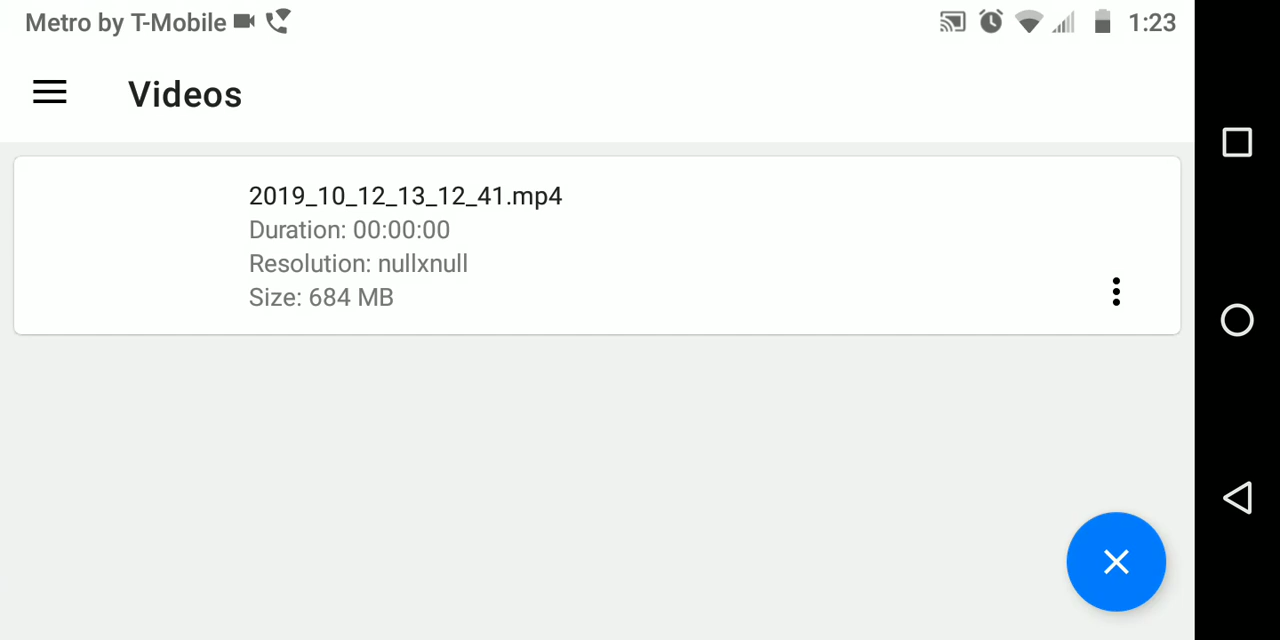 Metro by T-Mobile 1:23
Videos
2019_10_12_13_12_41.mp4
Duration: 00:00:00
Resolution: nullxnull
Size: 684 MB